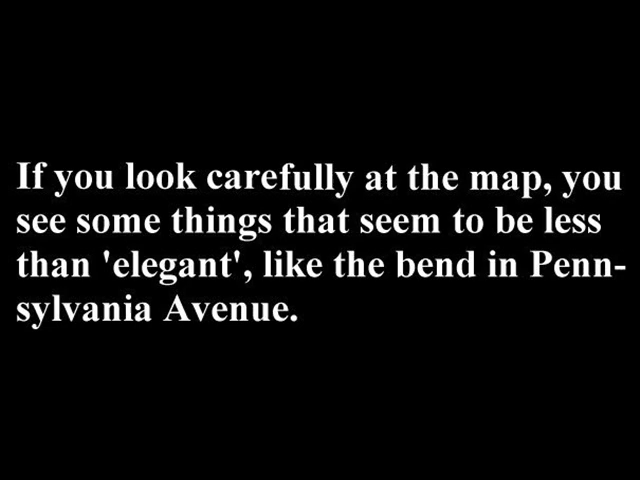 If you look carefully at the map, you
see some things that seem to be less
than 'elegant', like the bend in Penn-
sylvania Avenue.